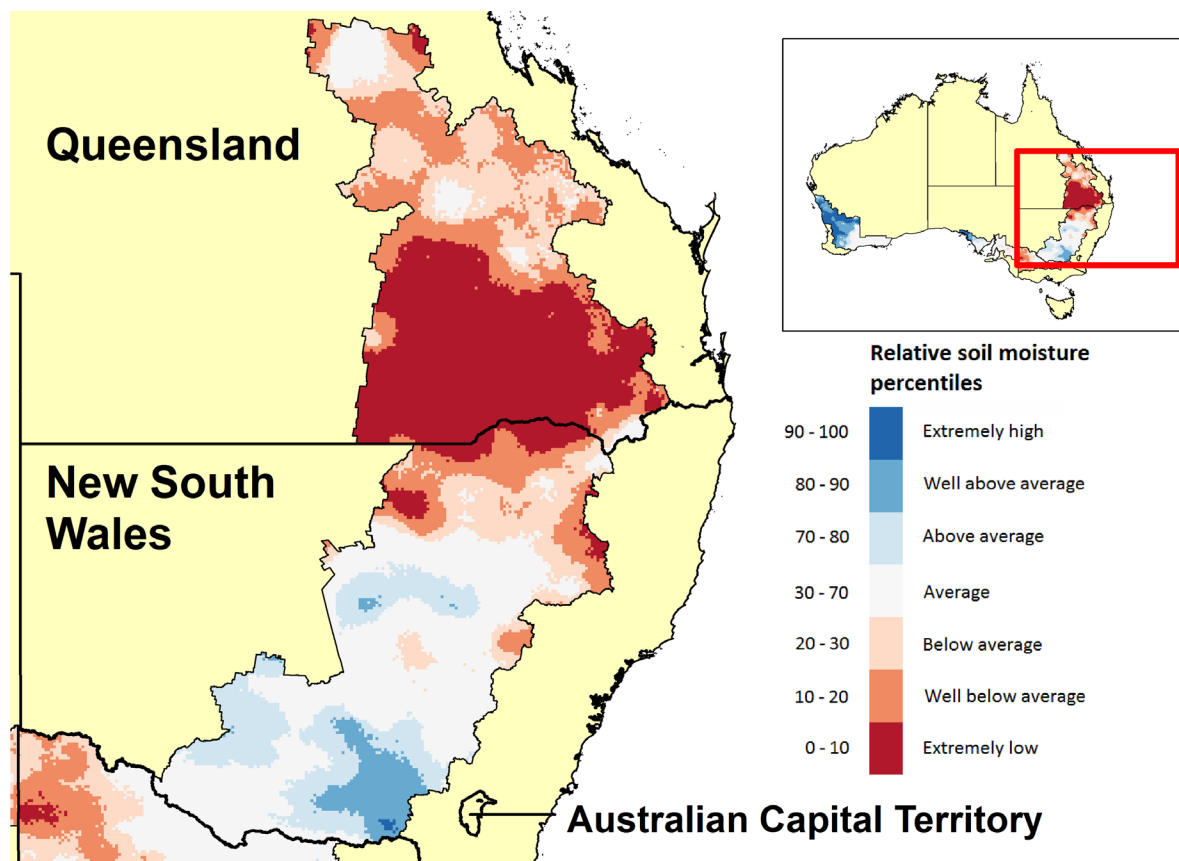 Queensland
New South
Wales
Relative soil moisture
percentiles
90 - 100 Extremely high
80 - 90 Well above average
70 - 80 Above average
30 - 70 Average
20 - 30 Below average
10 - 20 Well below average
0 - 10 Extremely low
Australian Capital Territory